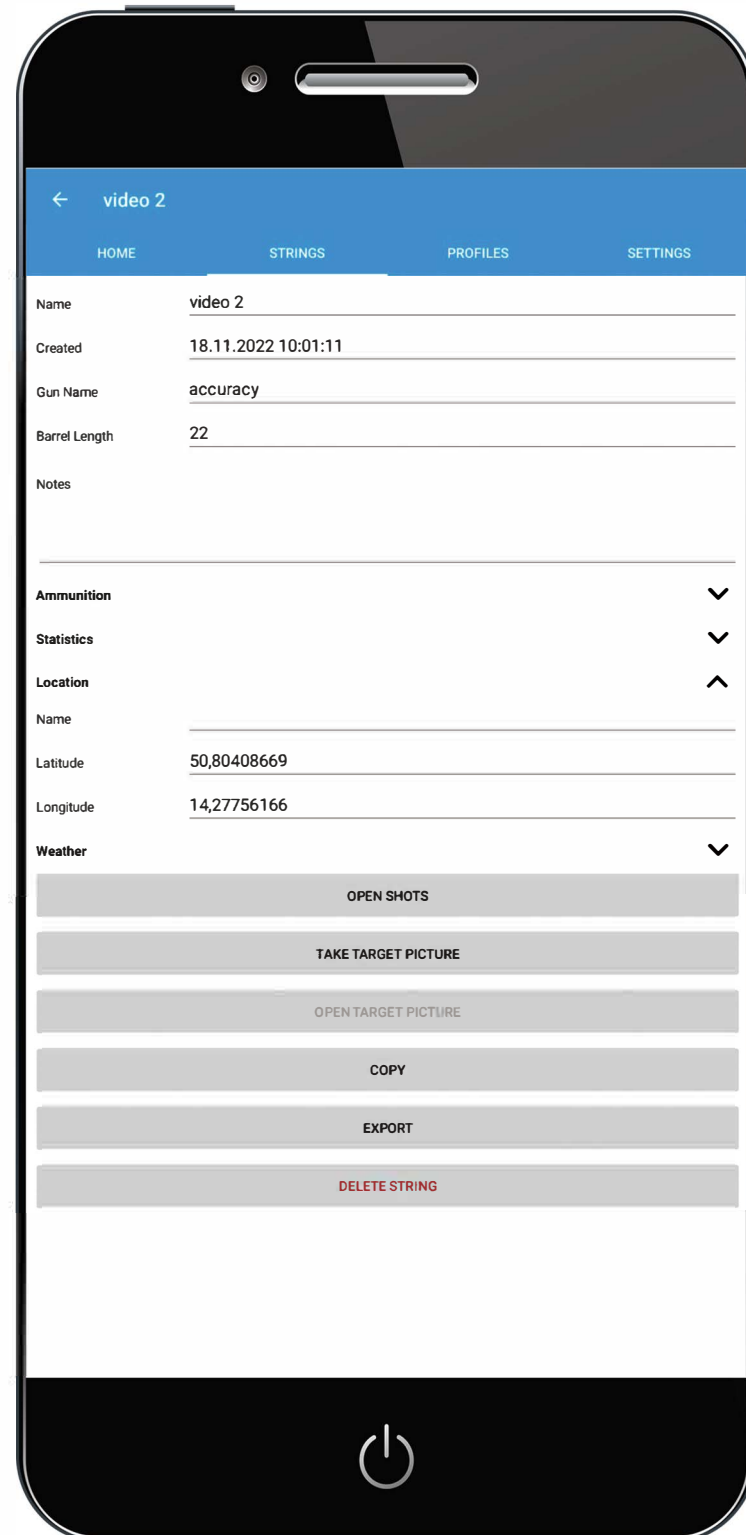 video 2
HOME STRINGS PROFILES SETTINGS
Name video 2
Created 18.11.2022 10:01:11
Gun Name accuracy
Barrel Length 22
Notes
Ammunition
Statistics
Location
Name
Latitude 50,80408669
Longitude 14,27756166
Weather
OPEN SHOTS
TAKE TARGET PICTURE
OPEN TARGET PICTURE
COPY
EXPORT
DELETE STRING